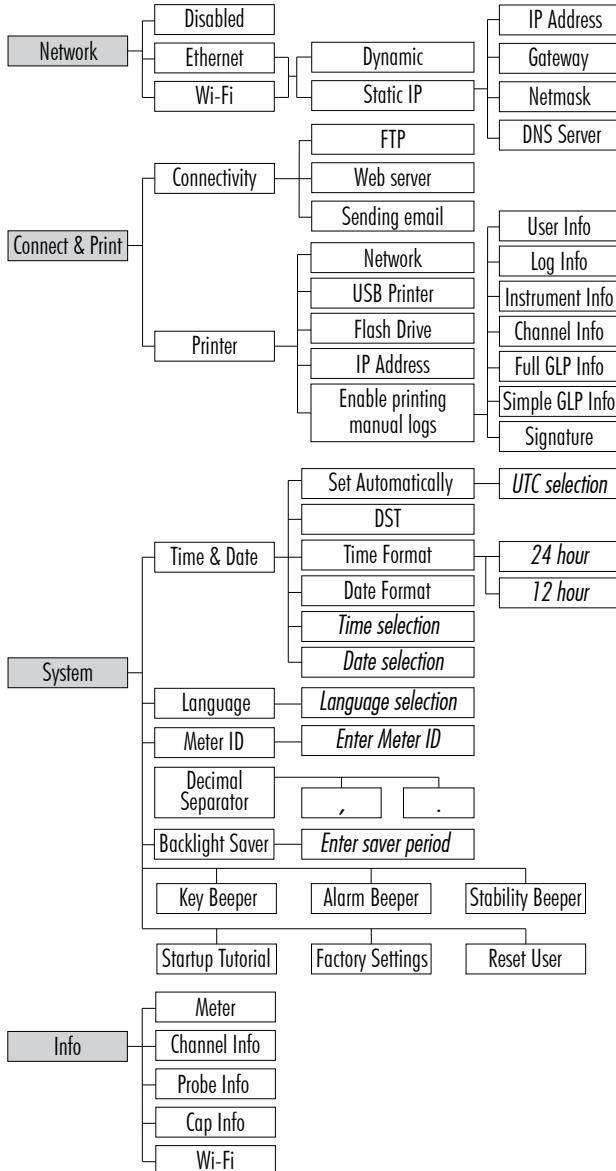 Network
Disabled
Ethernet
Wi-Fi
Dynamic
Static IP
IP Address
Gateway
Netmask
DNS Server
Connect & Print
Connectivity
FTP
Web server
Sending email
Printer
Network
USB Printer
Flash Drive
IP Address
Enable printing
manual logs
User Info
Log Info
Instrument Info
Channel Info
Full GLP Info
Simple GLP Info
Signature
System
Time & Date
Set Automatically
UTC selection
DST
Time Format
24 hour
12 hour
Date Format
Time selection
Date selection
Language
Language selection
Meter ID
Enter Meter ID
Decimal
Separator
,
.
Backlight Saver
Enter saver period
Key Beeper
Alarm Beeper
Stability Beeper
Startup Tutorial
Factory Settings
Reset User
Info
Meter
Channel Info
Probe Info
Cap Info
Wi-Fi